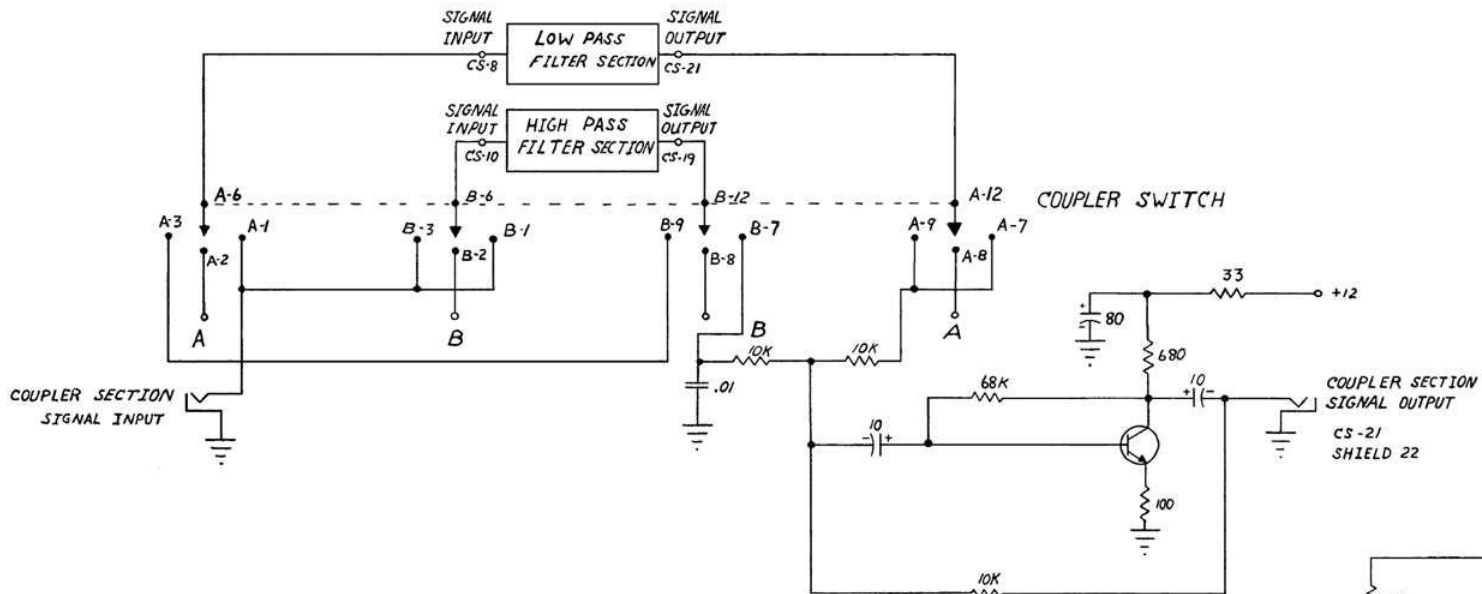 SIGNAL
INPUT
CS-8
LOW PASS
FILTER SECTION
SIGNAL
OUTPUT
CS-21
SIGNAL
INPUT
CS-10
HIGH PASS
FILTER SECTION
SIGNAL
OUTPUT
CS-19
A-6
B-6
B-12
A-12
COUPLER SWITCH
A-3
A-1
A-2
B-3
B-1
B-2
B-9
B-7
B-8
A-9
A-7
A-8
A
B
B
A
33
+12
+
-
80
680
10K
10K
.01
68K
+ 10 -
- 10 +
100
10K
COUPLER SECTION
SIGNAL INPUT
COUPLER SECTION
SIGNAL OUTPUT
CS-21
SHIELD 22